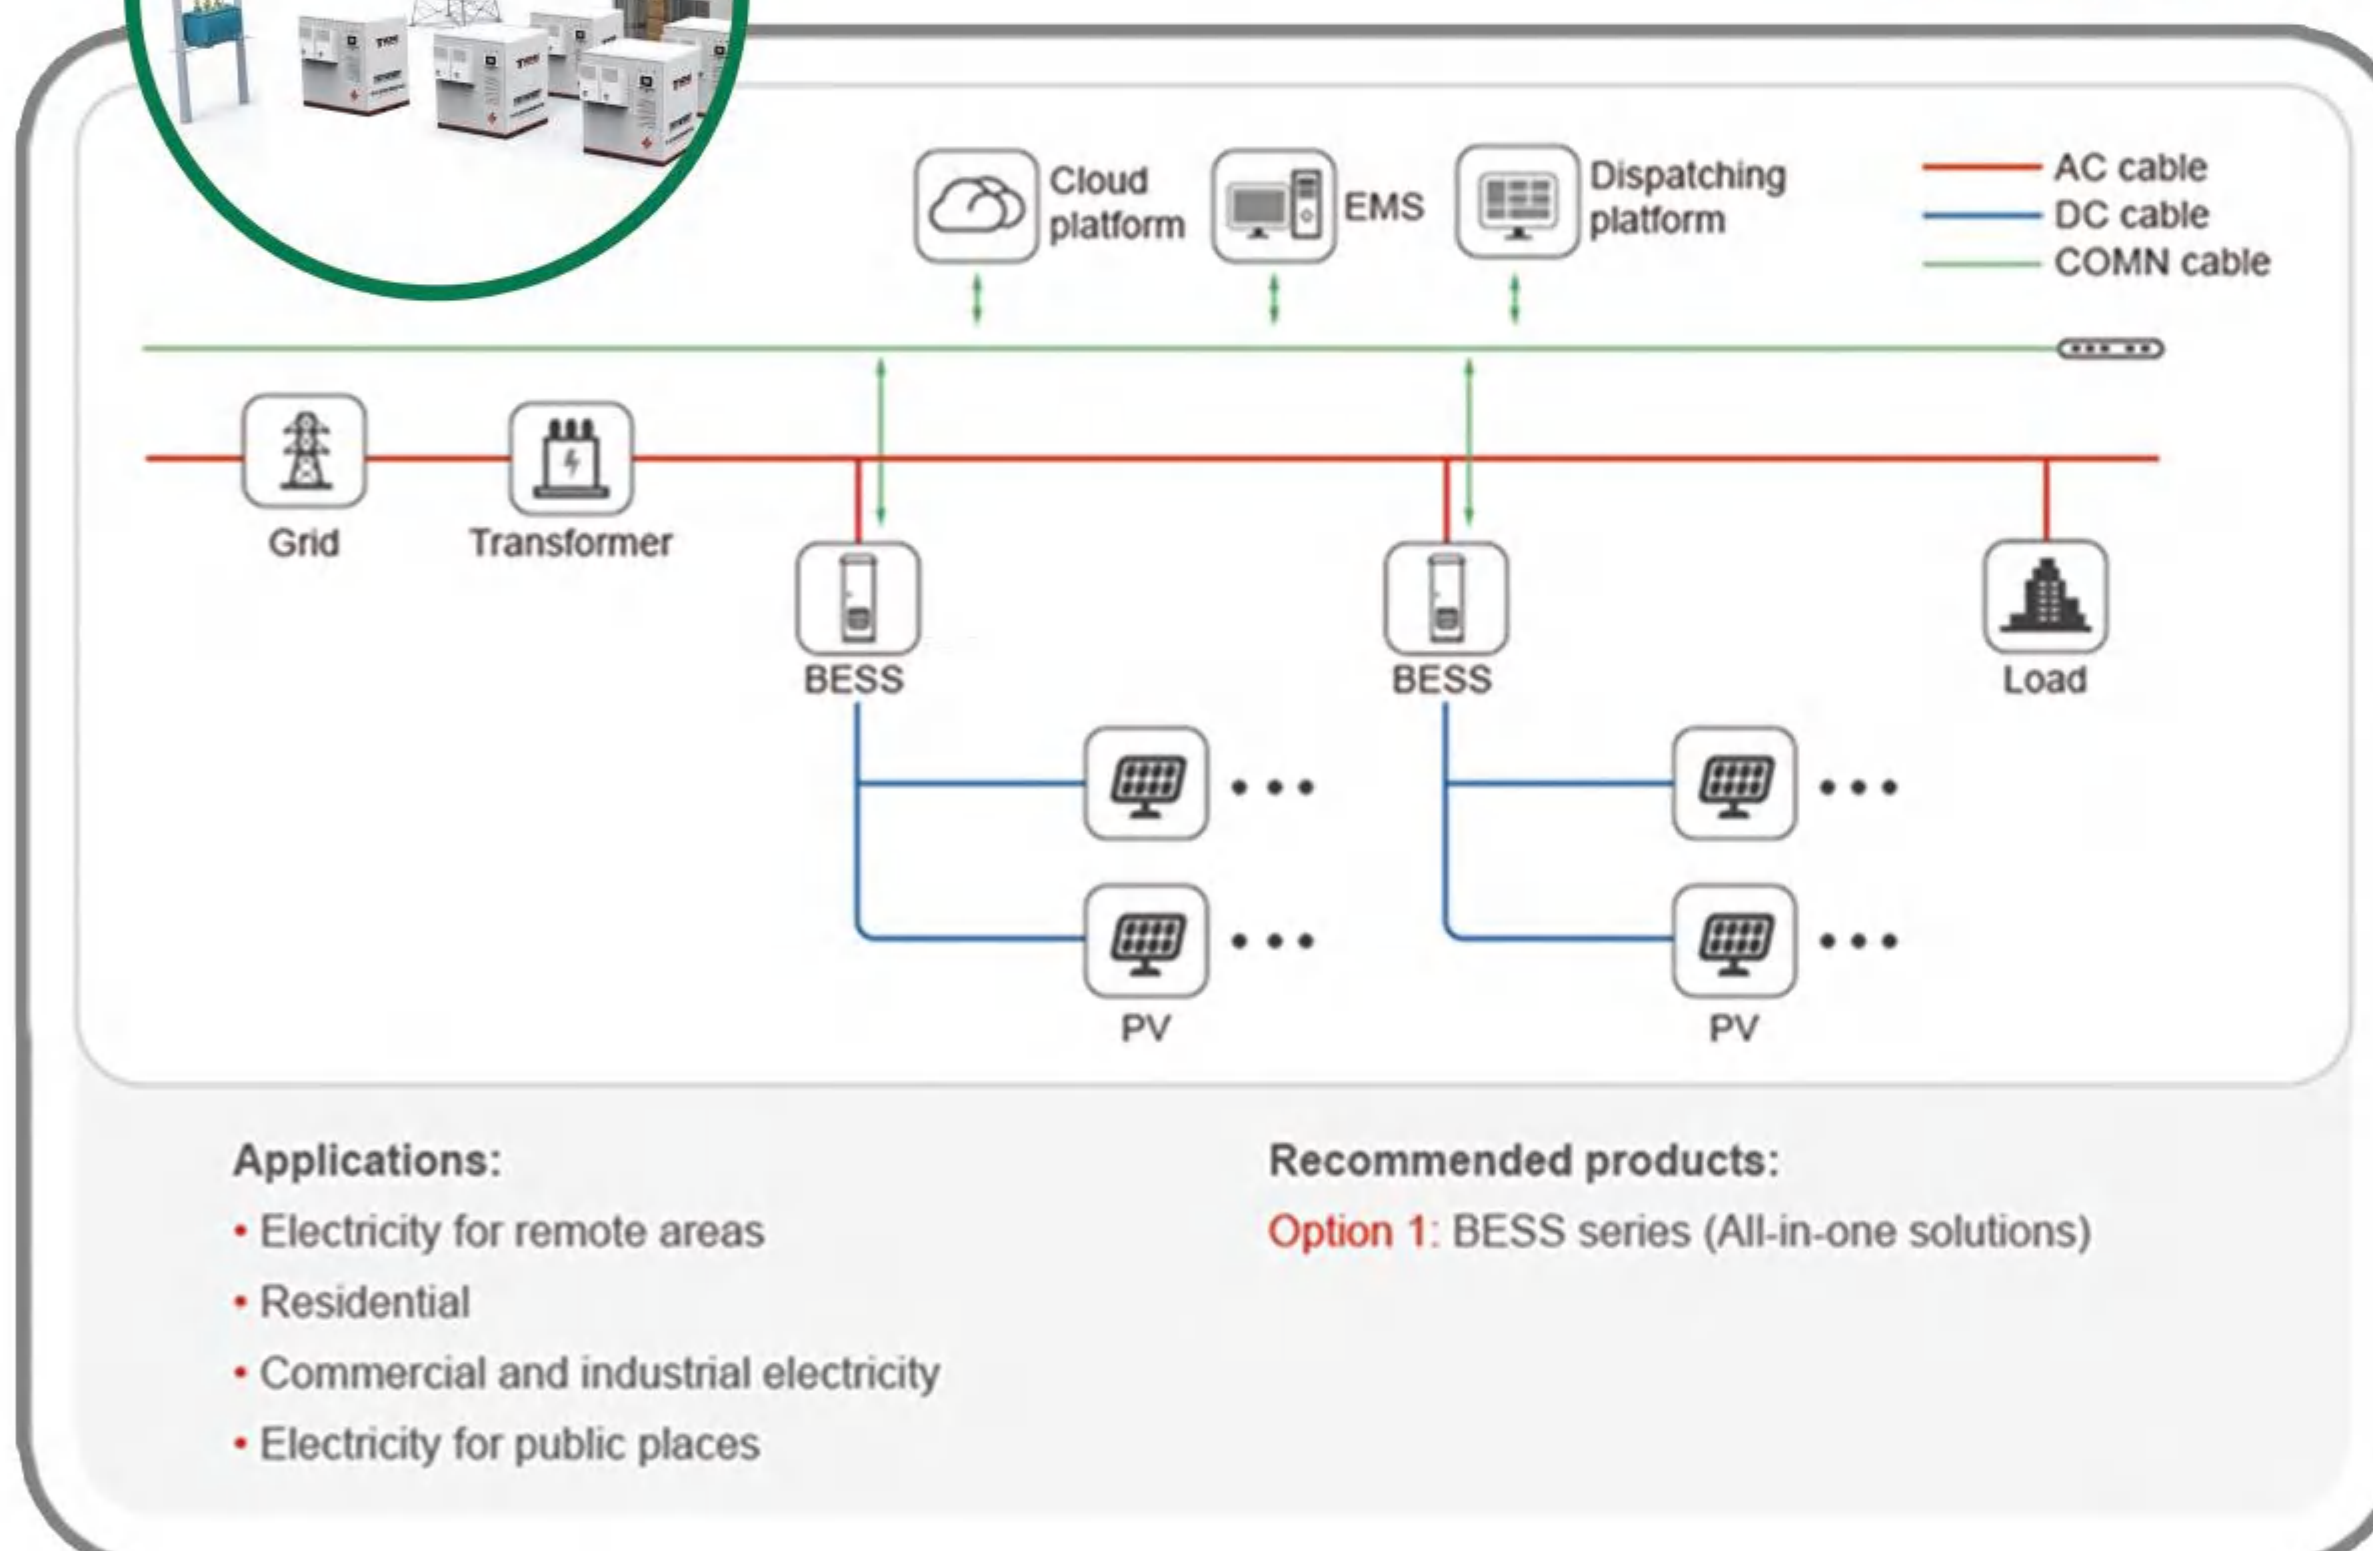 Cloud
platform
EMS
Dispatching
platform
AC cable
DC cable
COMN cable
Grid
Transformer
BESS
BESS
Load
PV
PV
Applications:
• Electricity for remote areas
• Residential
• Commercial and industrial electricity
• Electricity for public places
Recommended products:
Option 1: BESS series (All-in-one solutions)